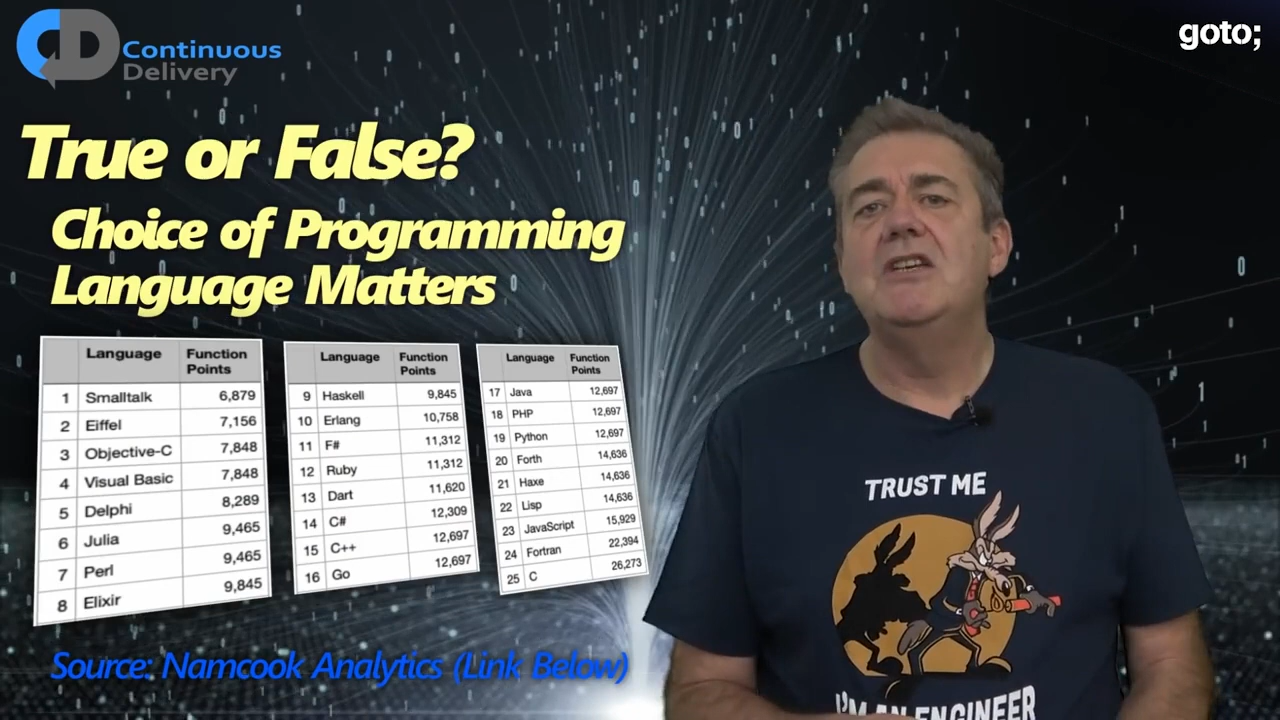 CD Continuous
Delivery
goto;
True or False?
Choice of Programming
Language Matters
Language Function
Points
1 Smalltalk 6,879
2 Eiffel 7,156
3 Objective-C 7,848
4 Visual Basic 7,848
5 Delphi 8,289
6 Julia 9,465
7 Perl 9,465
8 Elixir 9,845
Language Function
Points
9 Haskell 9,845
10 Erlang 10,758
11 F# 11,312
12 Ruby 11,312
13 Dart 11,620
14 C# 12,309
15 C++ 12,697
16 Go 12,697
Language Function
Points
17 Java 12,697
18 PHP 12,697
19 Python 12,697
20 Forth 14,636
21 Haxe 14,636
22 Lisp 14,636
23 JavaScript 15,929
24 Fortran 22,394
25 C 26,273
Source: Namcook Analytics (Link Below)
TRUST ME
I'M AN ENGINEER